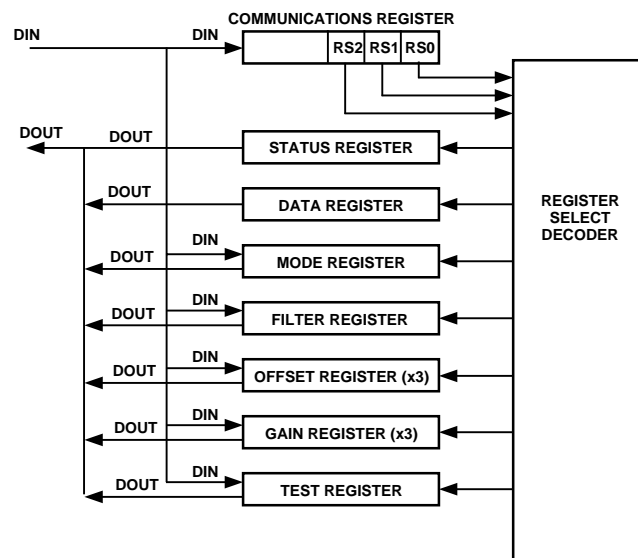 COMMUNICATIONS REGISTER
DIN
DIN
RS2 RS1 RS0
DOUT
DOUT
STATUS REGISTER
DOUT
DATA REGISTER
REGISTER
SELECT
DECODER
DIN
DOUT
MODE REGISTER
DIN
DOUT
FILTER REGISTER
DIN
DOUT
OFFSET REGISTER (x3)
DIN
DOUT
GAIN REGISTER (x3)
DIN
DOUT
TEST REGISTER